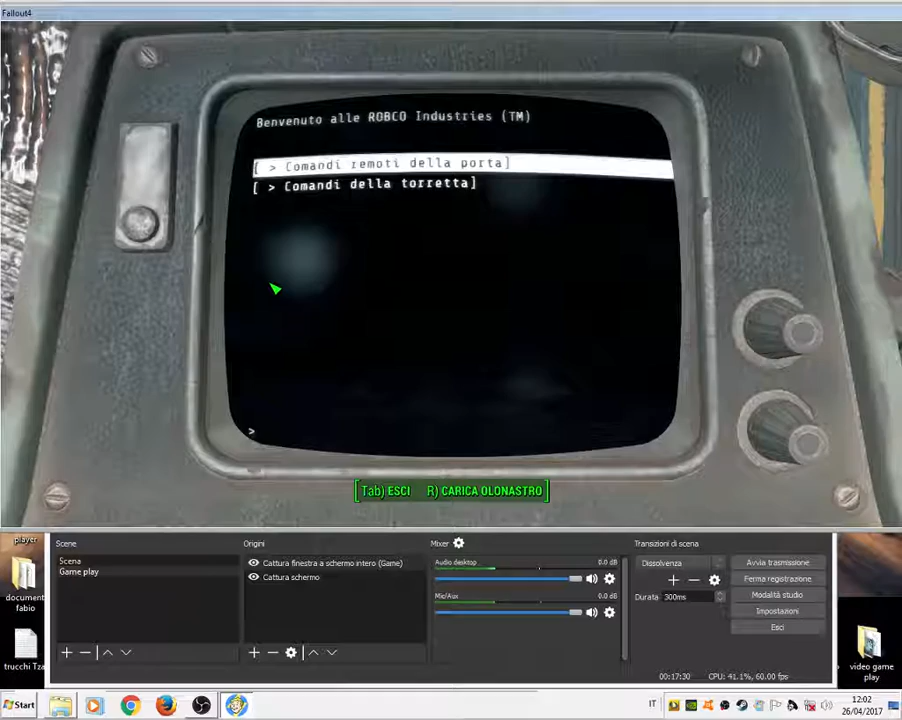 Fallout4
Benvenuto alle ROBCO Industries (TM)
[ > Comandi remoti della porta]
[ > Comandi della torretta]
>
[Tab) ESCI R) CARICA OLONASTRO]
player
document
fabio
trucchi Tza
Scene
Scena
Game play
Origini
Cattura finestra a schermo intero (Game)
Cattura schermo
Mixer
Audio desktop 0.0 dB
Mic/Aux 0.0 dB
Transizioni di scena
Dissolvenza
Durata 300ms
Avvia trasmissione
Ferma registrazione
Modalità studio
Impostazioni
Esci
00:17:30 CPU: 41.1%, 60.00 fps
video game
play
Start
IT
12:02
26/04/2017